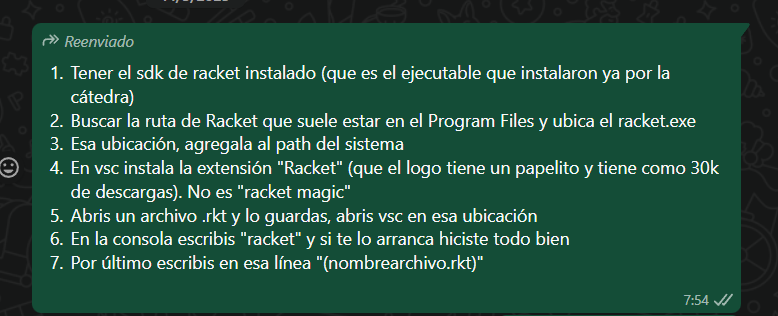 Reenviado
1. Tener el sdk de racket instalado (que es el ejecutable que instalaron ya por la
cátedra)
2. Buscar la ruta de Racket que suele estar en el Program Files y ubica el racket.exe
3. Esa ubicación, agregala al path del sistema
4. En vsc instala la extensión "Racket" (que el logo tiene un papelito y tiene como 30k
de descargas). No es "racket magic"
5. Abris un archivo .rkt y lo guardas, abris vsc en esa ubicación
6. En la consola escribis "racket" y si te lo arranca hiciste todo bien
7. Por último escribis en esa línea "(nombrearchivo.rkt)"
7:54